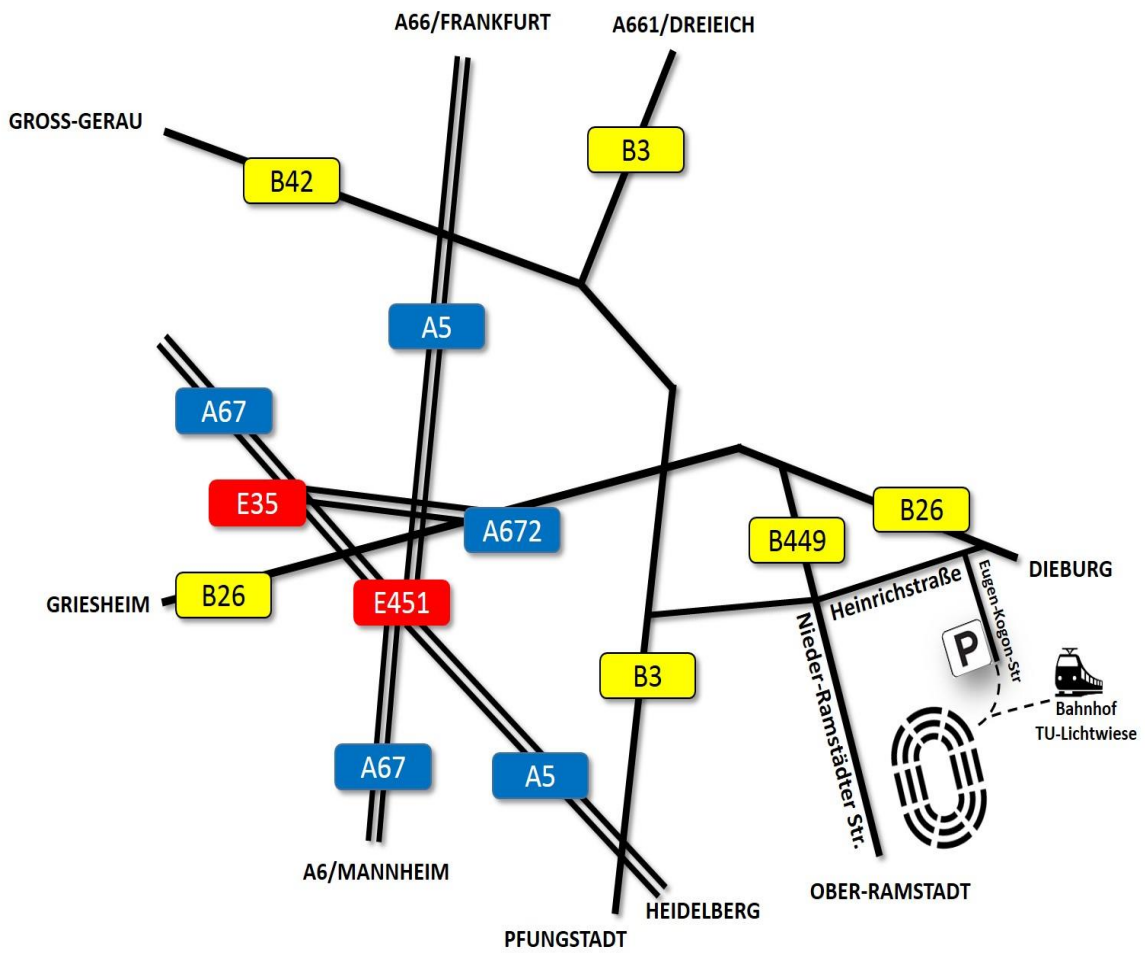 A66/FRANKFURT
A661/DREIEICH
GROSS-GERAU
B3
B42
A5
A67
E35
B26
A672
B449
DIEBURG
Heinrichstraße
Eugen-Kogon-Str
GRIESHEIM
B26
E451
Nieder-Ramstädter Str.
P
B3
Bahnhof
TU-Lichtwiese
A67
A5
A6/MANNHEIM
OBER-RAMSTADT
HEIDELBERG
PFUNGSTADT